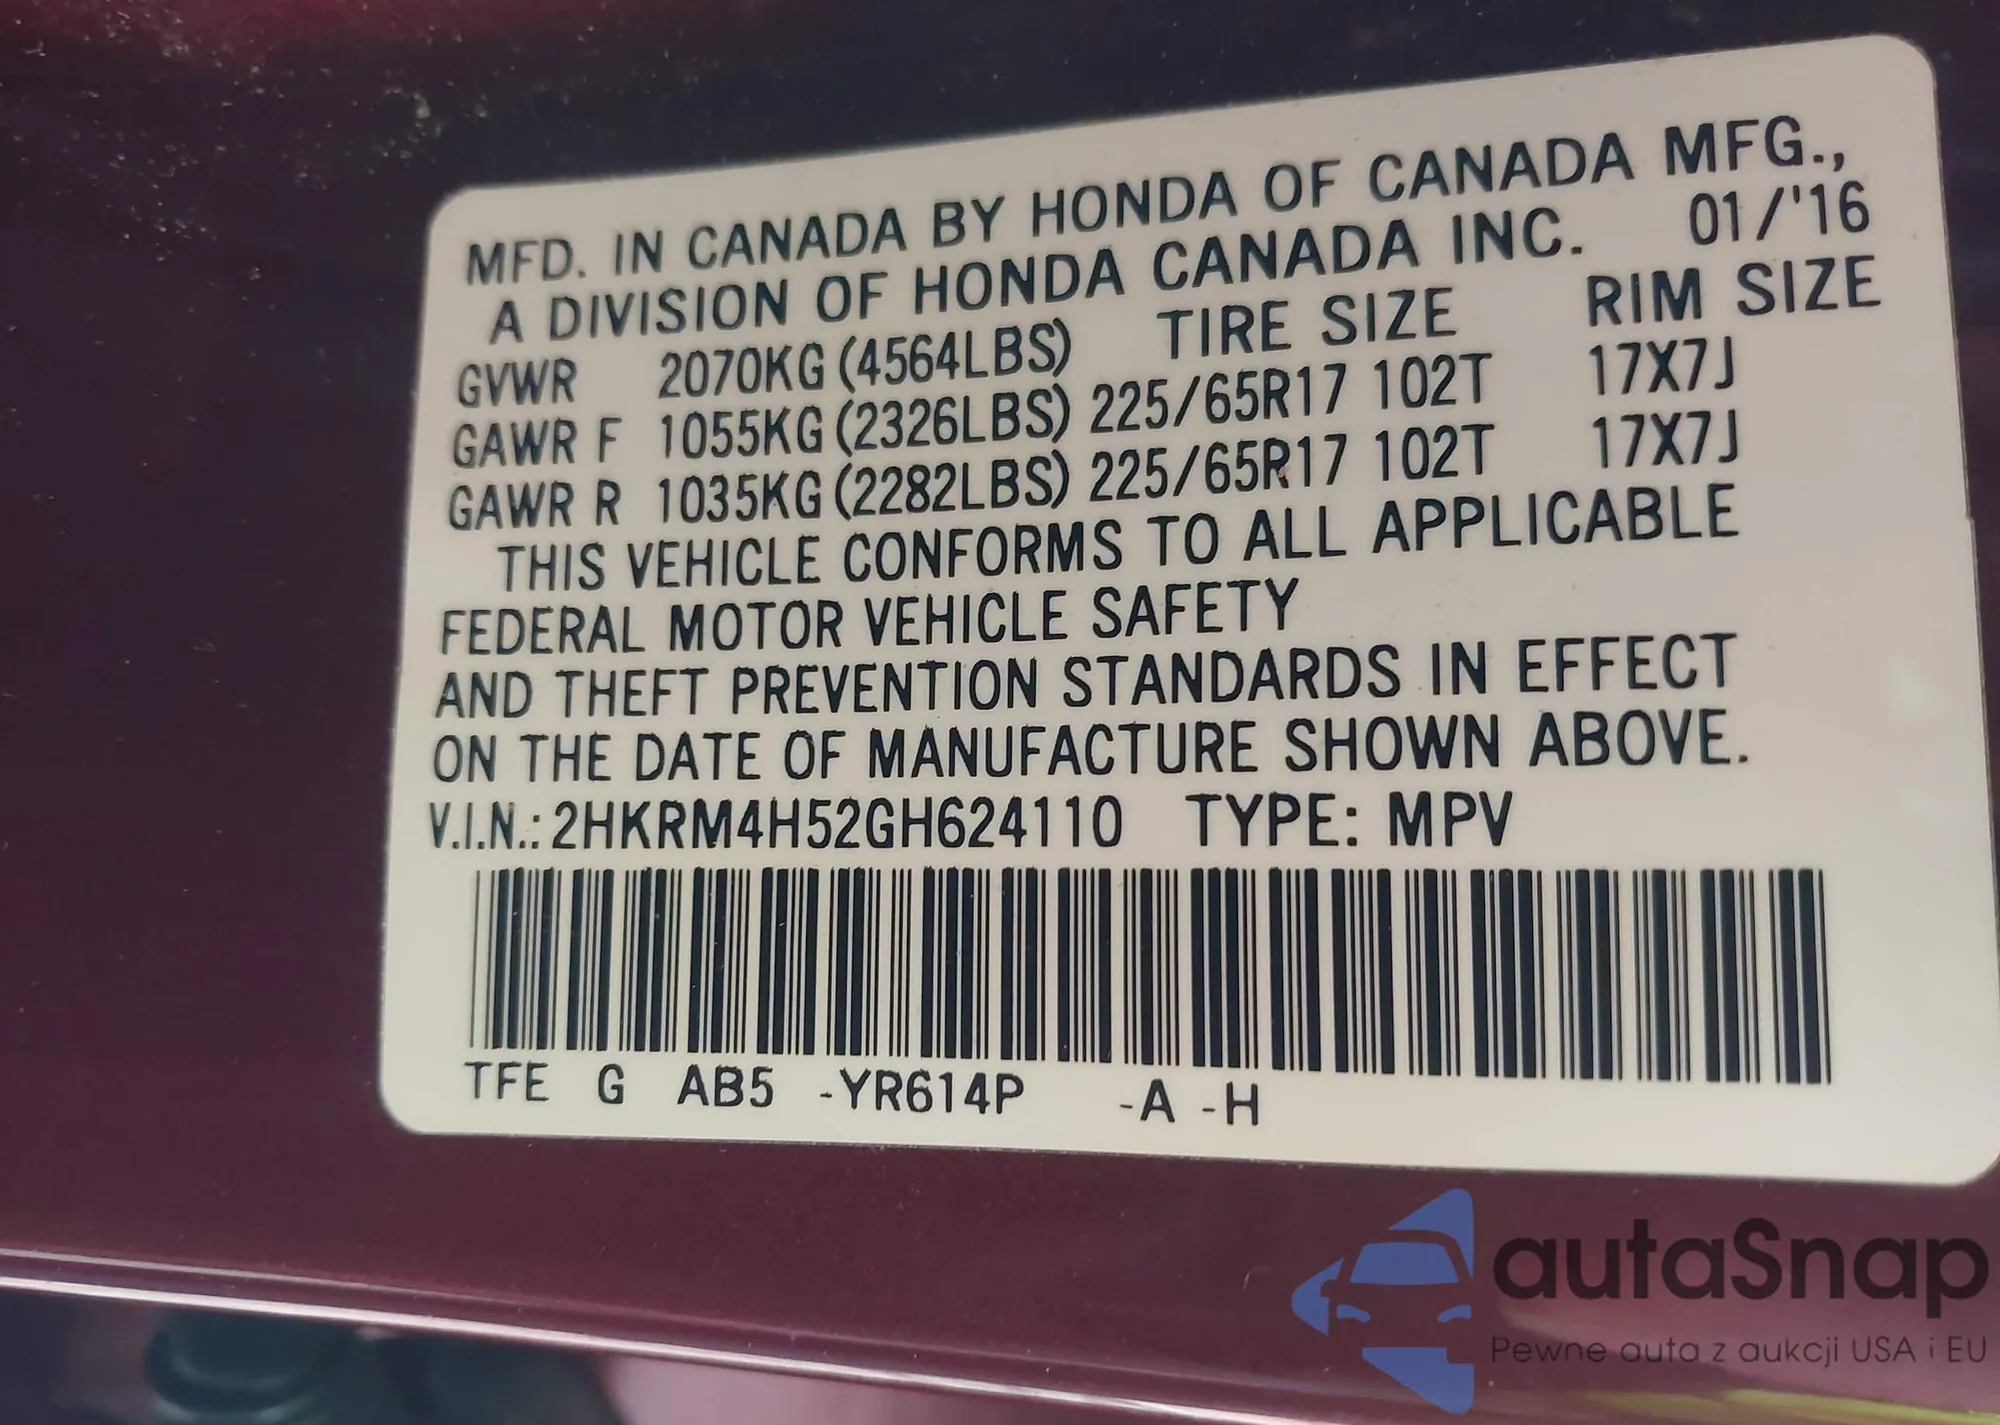 MFD. IN CANADA BY HONDA OF CANADA MFG.,
A DIVISION OF HONDA CANADA INC. 01/'16
GVWR 2070KG (4564LBS) TIRE SIZE RIM SIZE
GAWR F 1055KG (2326LBS) 225/65R17 102T 17X7J
GAWR R 1035KG (2282LBS) 225/65R17 102T 17X7J
THIS VEHICLE CONFORMS TO ALL APPLICABLE
FEDERAL MOTOR VEHICLE SAFETY
AND THEFT PREVENTION STANDARDS IN EFFECT
ON THE DATE OF MANUFACTURE SHOWN ABOVE.
V.I.N.: 2HKRM4H52GH624110 TYPE: MPV
TFE G AB5 -YR614P -A -H
autaSnap
Pewne auta z aukcji USA i EU